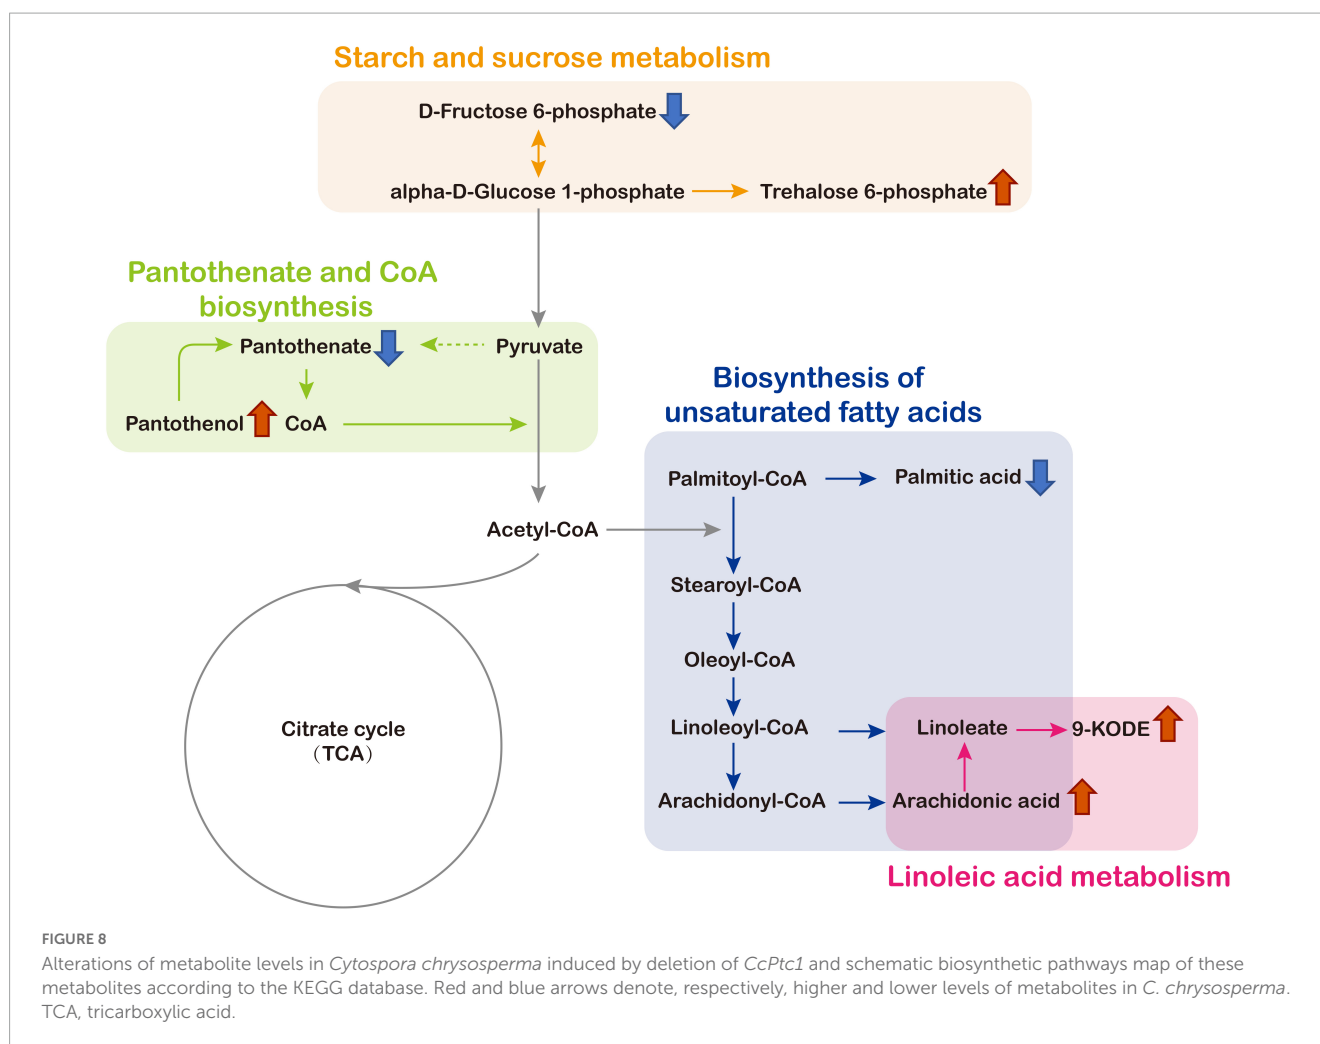 Starch and sucrose metabolism
D-Fructose 6-phosphate
alpha-D-Glucose 1-phosphate
Trehalose 6-phosphate
Pantothenate and CoA
biosynthesis
Pantothenate
Pyruvate
Pantothenol
CoA
Biosynthesis of
unsaturated fatty acids
Palmitoyl-CoA
Palmitic acid
Acetyl-CoA
Stearoyl-CoA
Oleoyl-CoA
Linoleoyl-CoA
Linoleate
9-KODE
Citrate cycle
(TCA)
Arachidonyl-CoA
Arachidonic acid
Linoleic acid metabolism
FIGURE 8
Alterations of metabolite levels in Cytospora chrysosperma induced by deletion of CcPtc1 and schematic biosynthetic pathways map of these
metabolites according to the KEGG database. Red and blue arrows denote, respectively, higher and lower levels of metabolites in C. chrysosperma.
TCA, tricarboxylic acid.